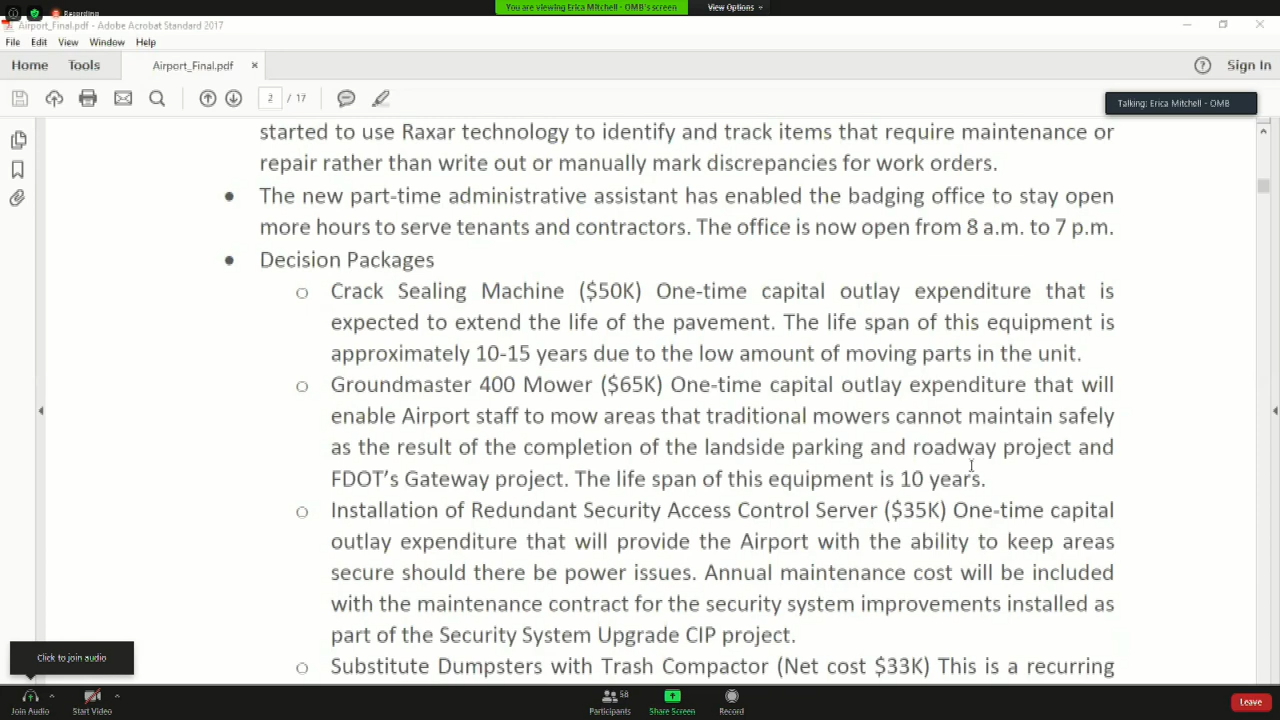 Recording
You are viewing Erica Mitchell - OMB's screen
View Options
Airport_Final.pdf - Adobe Acrobat Standard 2017
File Edit View Window Help
Home Tools Airport_Final.pdf × Sign In
2 / 17
Talking: Erica Mitchell - OMB
started to use Raxar technology to identify and track items that require maintenance or
repair rather than write out or manually mark discrepancies for work orders.
● The new part-time administrative assistant has enabled the badging office to stay open
more hours to serve tenants and contractors. The office is now open from 8 a.m. to 7 p.m.
● Decision Packages
○ Crack Sealing Machine ($50K) One-time capital outlay expenditure that is
expected to extend the life of the pavement. The life span of this equipment is
approximately 10-15 years due to the low amount of moving parts in the unit.
○ Groundmaster 400 Mower ($65K) One-time capital outlay expenditure that will
enable Airport staff to mow areas that traditional mowers cannot maintain safely
as the result of the completion of the landside parking and roadway project and
FDOT's Gateway project. The life span of this equipment is 10 years.
○ Installation of Redundant Security Access Control Server ($35K) One-time capital
outlay expenditure that will provide the Airport with the ability to keep areas
secure should there be power issues. Annual maintenance cost will be included
with the maintenance contract for the security system improvements installed as
part of the Security System Upgrade CIP project.
○ Substitute Dumpsters with Trash Compactor (Net cost $33K) This is a recurring
Click to join audio
Join Audio Start Video Participants 58 Share Screen Record Leave